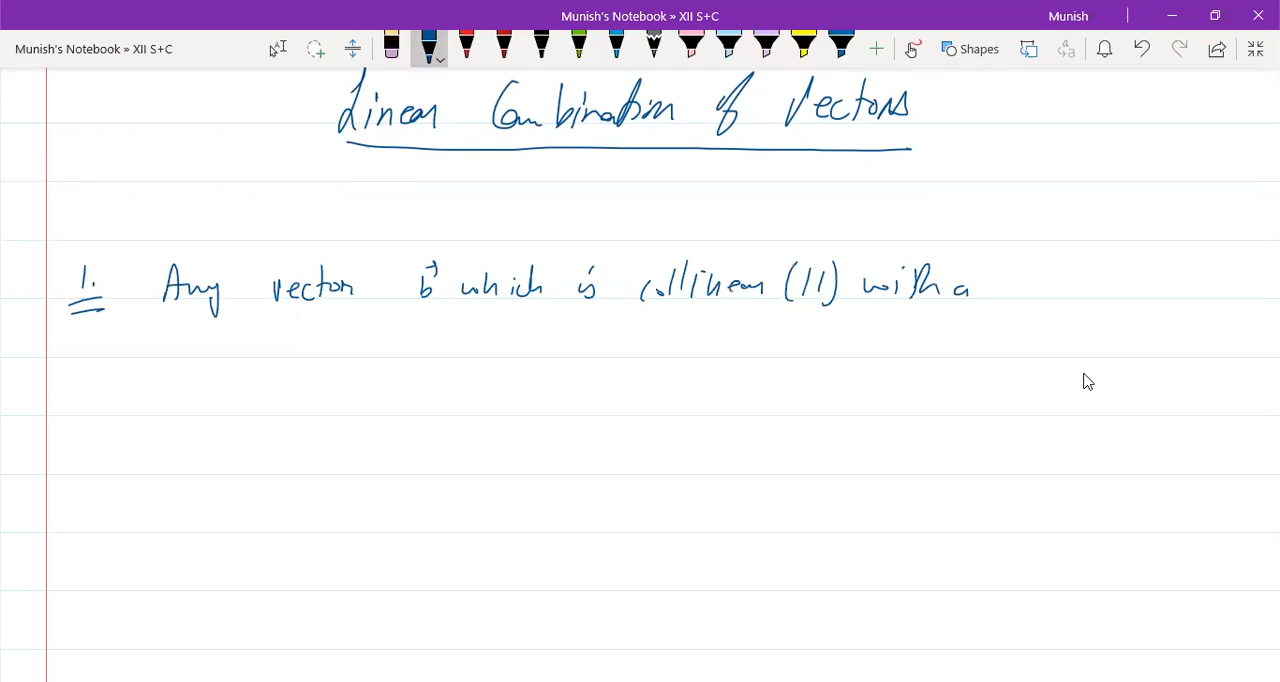 Munish's Notebook » XII S+C
Munish
Munish's Notebook » XII S+C
Shapes
Linear Combination of Vectors
1. Any vector b⃗ which is collinear (11) with a